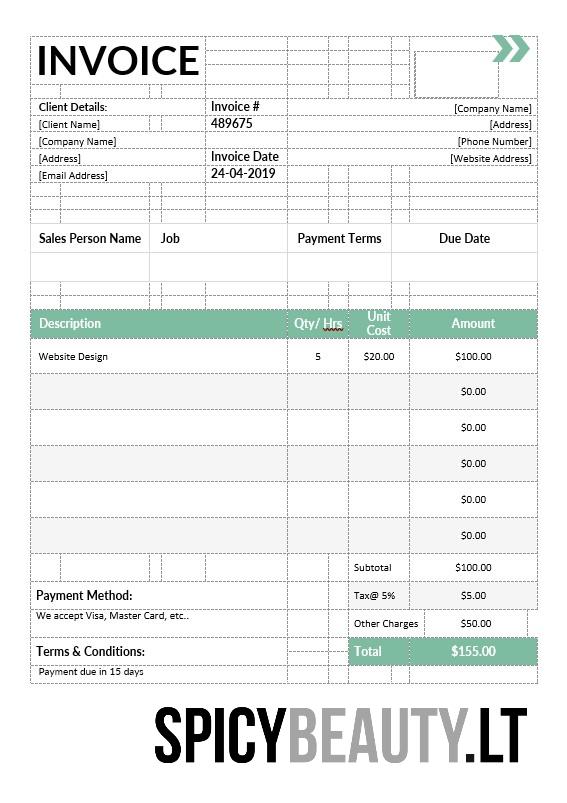 INVOICE
Client Details:
[Client Name]
[Company Name]
[Address]
[Email Address]
Invoice #
489675
Invoice Date
24-04-2019
[Company Name]
[Address]
[Phone Number]
[Website Address]
Sales Person Name Job Payment Terms Due Date
Description Qty/ Hrs Unit Cost Amount
Website Design 5 $20.00 $100.00
$0.00
$0.00
$0.00
$0.00
$0.00
Subtotal $100.00
Payment Method: Tax@ 5% $5.00
We accept Visa, Master Card, etc..
Other Charges $50.00
Terms & Conditions: Total $155.00
Payment due in 15 days
SPICYBEAUTY.LT